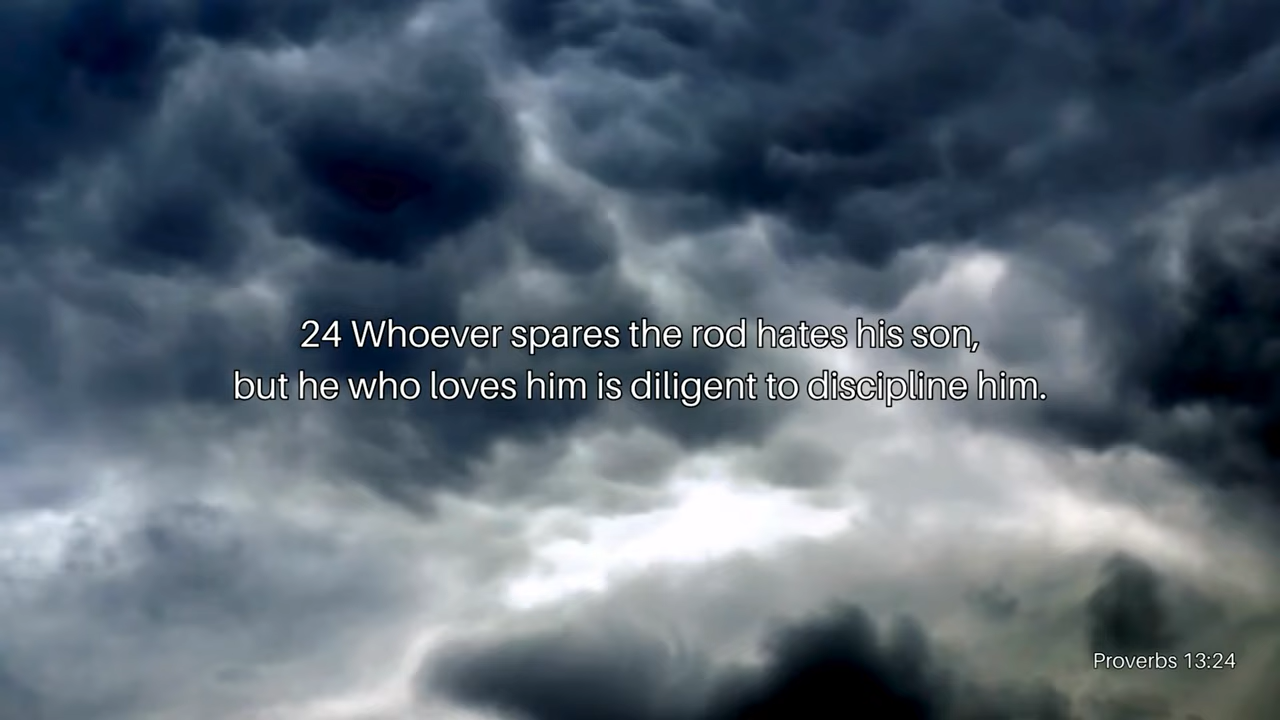 24 Whoever spares the rod hates his son,
but he who loves him is diligent to discipline him.
Proverbs 13:24